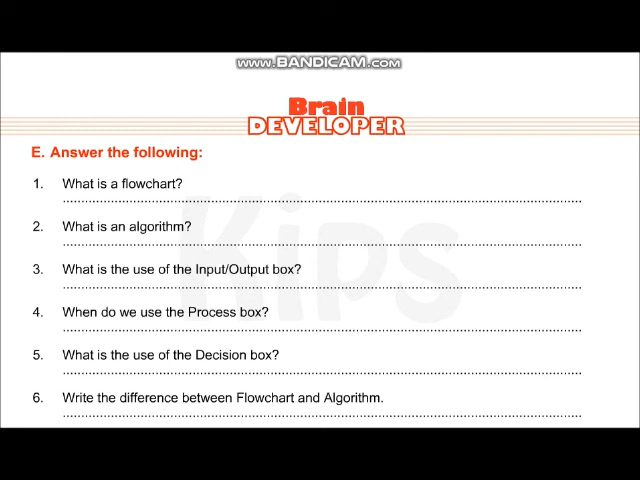 www.BANDICAM.com
Brain
DEVELOPER
E. Answer the following:
1. What is a flowchart?
2. What is an algorithm?
3. What is the use of the Input/Output box?
4. When do we use the Process box?
5. What is the use of the Decision box?
6. Write the difference between Flowchart and Algorithm.
Kips